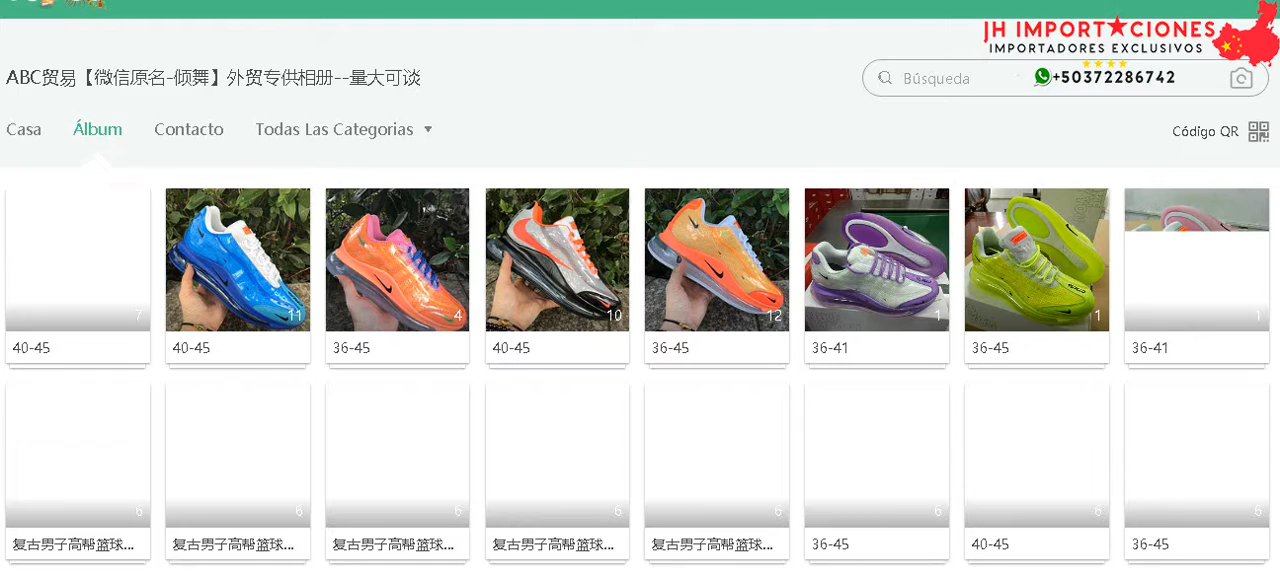 JH IMPORT★CIONES
IMPORTADORES EXCLUSIVOS
ABC贸易【微信原名-倾舞】外贸专供相册--量大可谈
Búsqueda
+50372286742
Casa Álbum Contacto Todas Las Categorias
Código QR
7 11 4 10 12 1 1 1
40-45 40-45 36-45 40-45 36-45 36-41 36-45 36-41
6 6 6 6 6 6 6 6
复古男子高帮篮球... 复古男子高帮篮球... 复古男子高帮篮球... 复古男子高帮篮球... 复古男子高帮篮球... 36-45 40-45 36-45